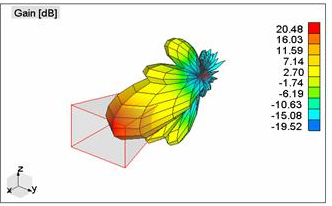 Gain [dB]
20.48
16.03
11.59
7.14
2.70
-1.74
-6.19
-10.63
-15.08
-19.52
z
x
y